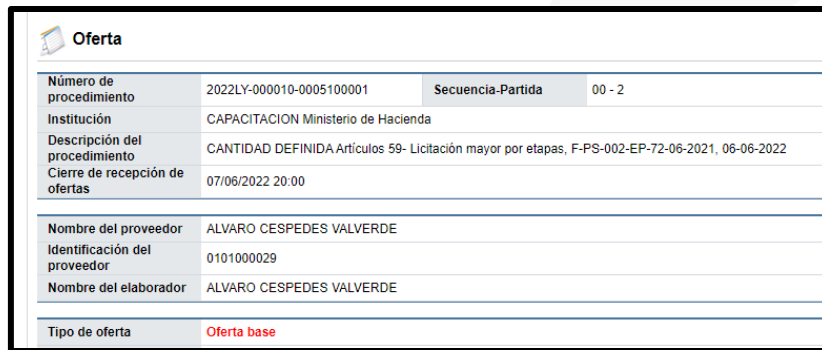 Oferta
Número de
procedimiento
2022LY-000010-0005100001
Secuencia-Partida
00 - 2
Institución
CAPACITACION Ministerio de Hacienda
Descripción del
procedimiento
CANTIDAD DEFINIDA Artículos 59- Licitación mayor por etapas, F-PS-002-EP-72-06-2021, 06-06-2022
Cierre de recepción de
ofertas
07/06/2022 20:00
Nombre del proveedor
ALVARO CESPEDES VALVERDE
Identificación del
proveedor
0101000029
Nombre del elaborador
ALVARO CESPEDES VALVERDE
Tipo de oferta
Oferta base